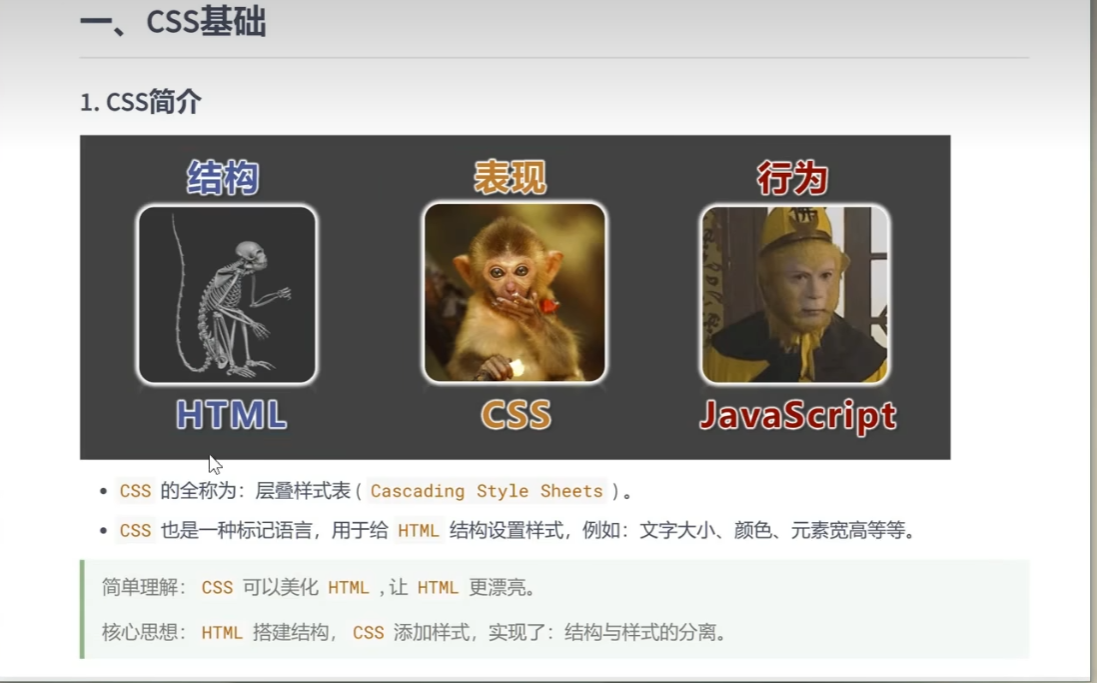 一、CSS基础
1. CSS简介
结构 表现 行为
佛
HTML CSS JavaScript
• CSS 的全称为：层叠样式表 ( Cascading Style Sheets ) 。
• CSS 也是一种标记语言，用于给 HTML 结构设置样式，例如：文字大小、颜色、元素宽高等等。
简单理解： CSS 可以美化 HTML ,让 HTML 更漂亮。
核心思想： HTML 搭建结构， CSS 添加样式，实现了：结构与样式的分离。